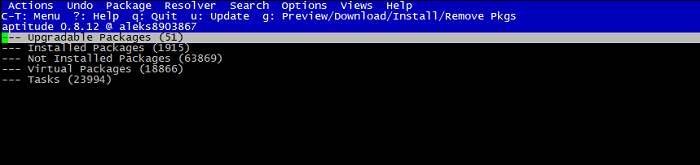 Actions  Undo  Package  Resolver  Search  Options  Views  Help
C-T: Menu  ?: Help  q: Quit  u: Update  g: Preview/Download/Install/Remove Pkgs
aptitude 0.8.12 @ aleks8903867
--- Upgradable Packages (51)
--- Installed Packages (1915)
--- Not Installed Packages (63869)
--- Virtual Packages (18866)
--- Tasks (23994)